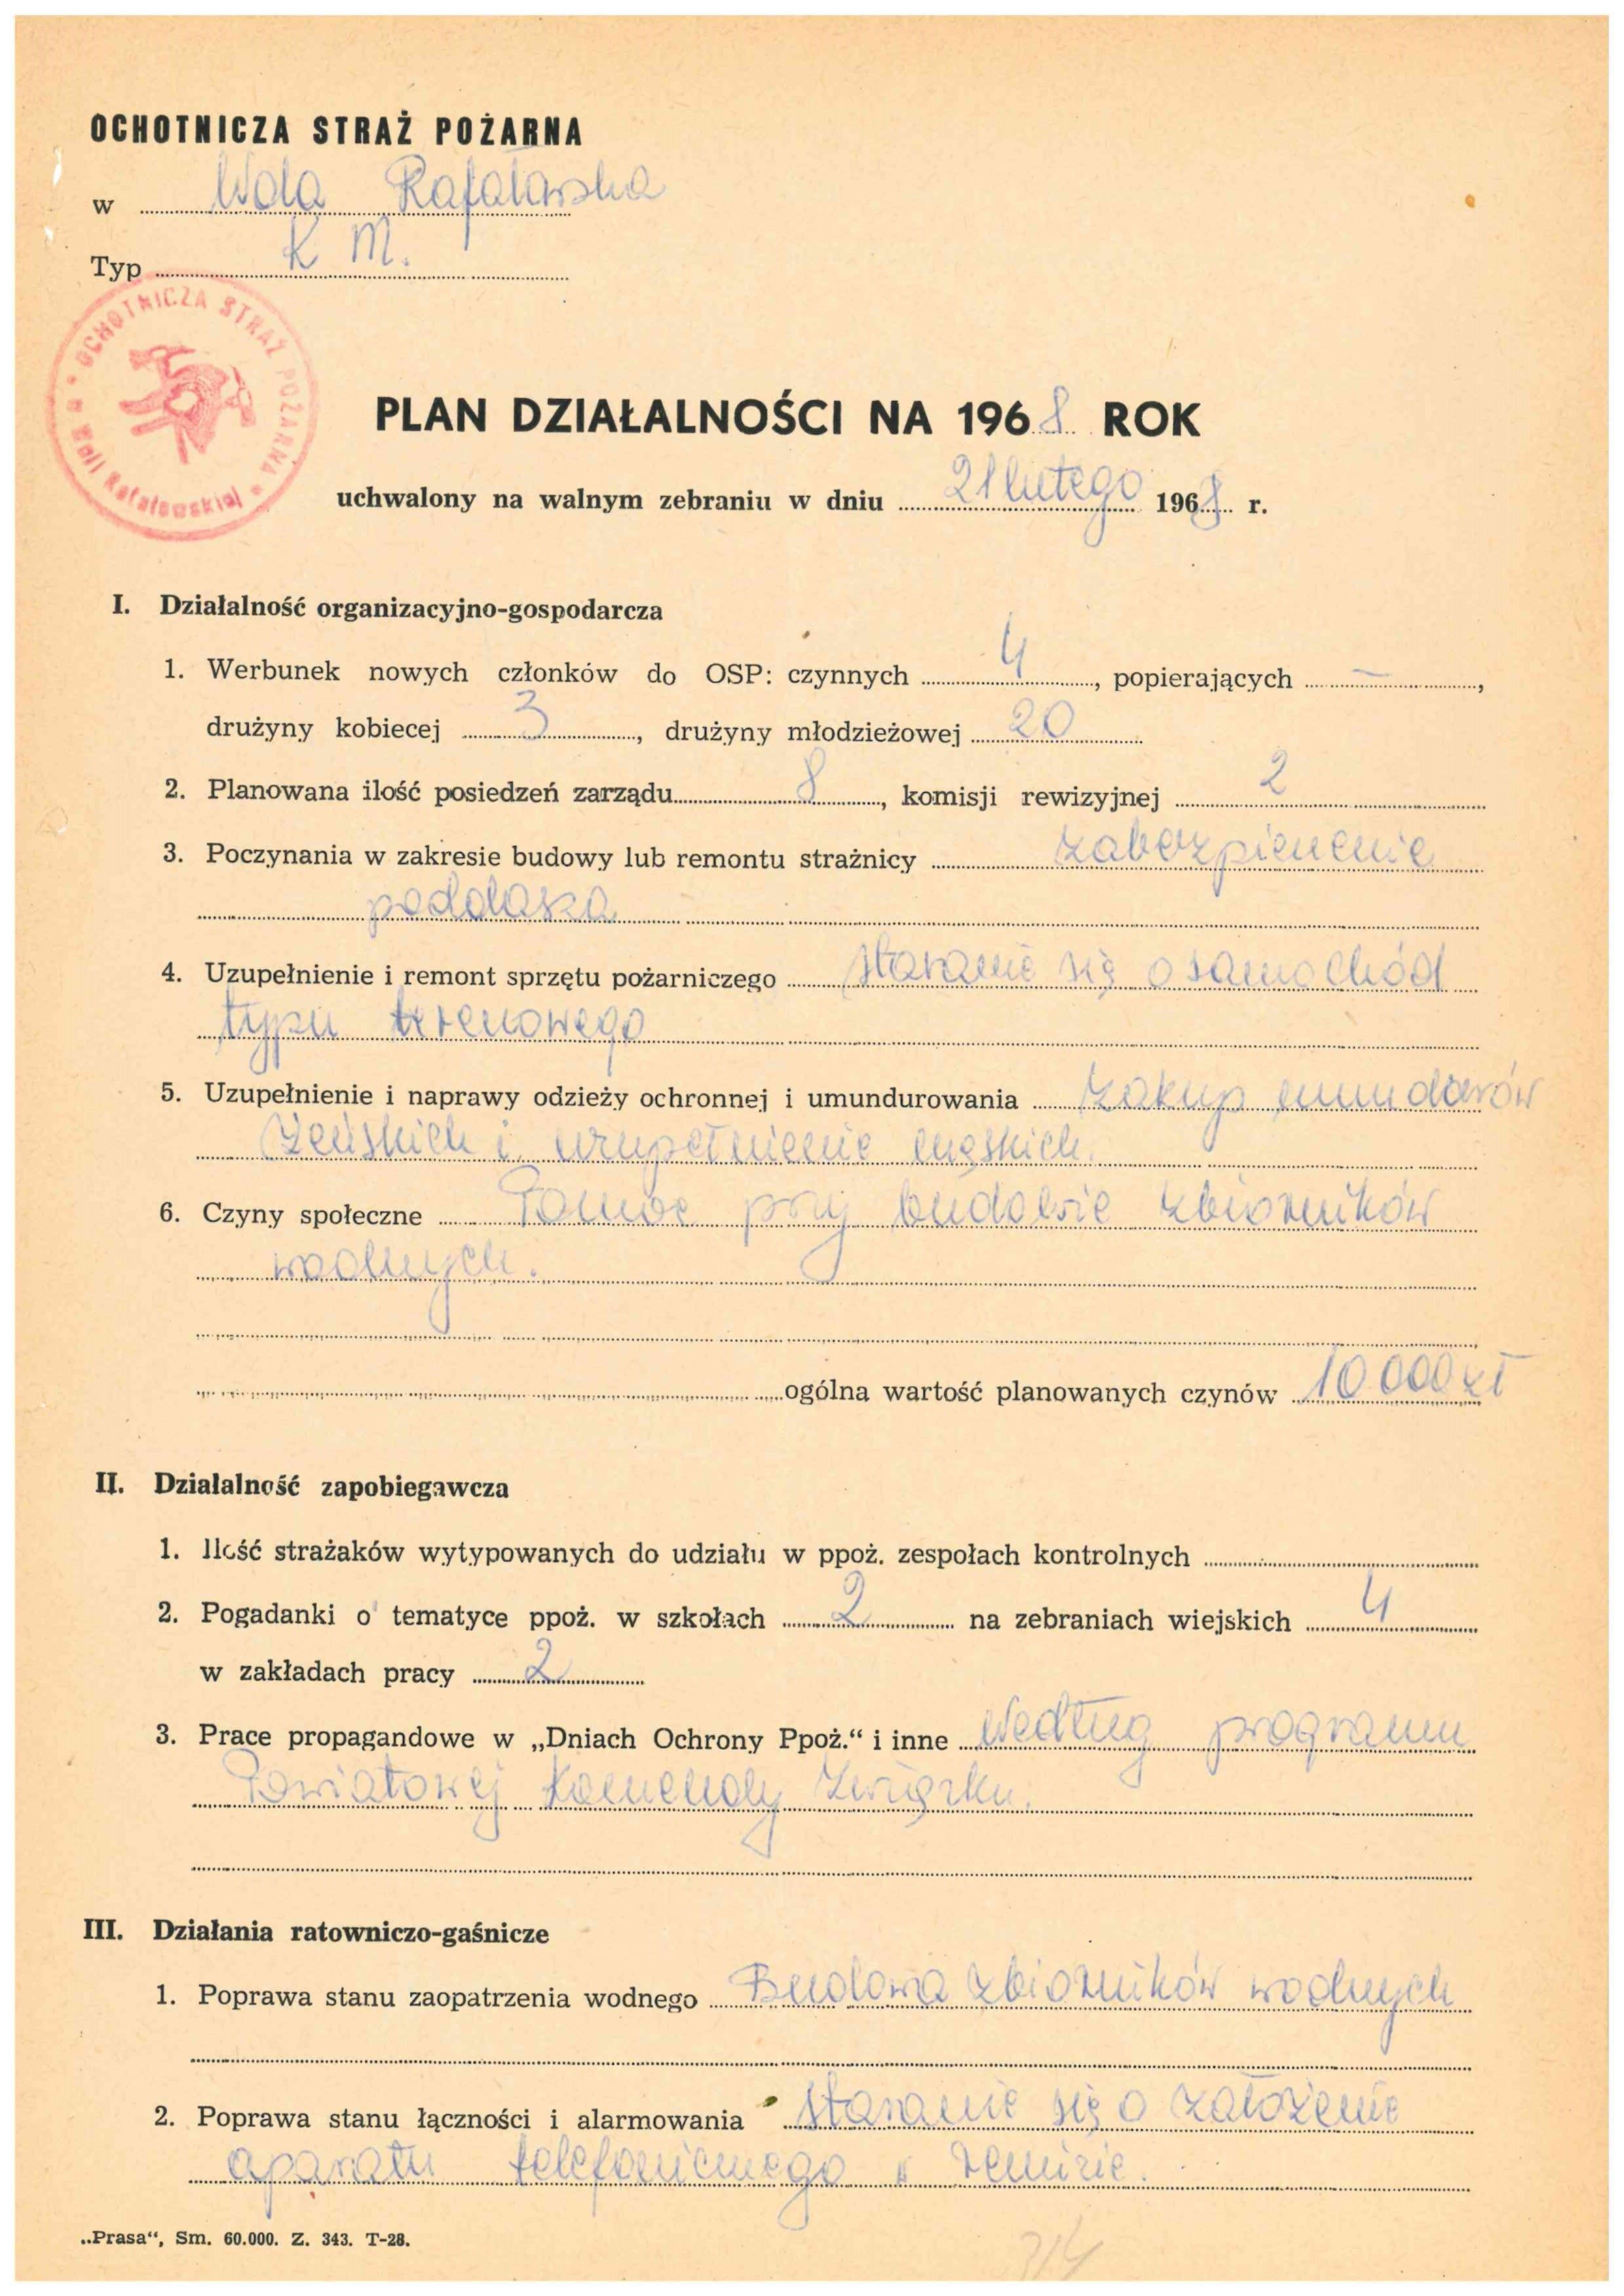 OCHOTNICZA STRAŻ POŻARNA
w Wola Rafałowska
Typ K M.
OCHOTNICZA STRAŻ POŻARNA w Woli Rafałowskiej
PLAN DZIAŁALNOŚCI NA 1968 ROK
uchwalony na walnym zebraniu w dniu 21 lutego 1968 r.
I. Działalność organizacyjno-gospodarcza
1. Werbunek nowych członków do OSP: czynnych 4, popierających –,
drużyny kobiecej 3, drużyny młodzieżowej 20
2. Planowana ilość posiedzeń zarządu 8, komisji rewizyjnej 2
3. Poczynania w zakresie budowy lub remontu strażnicy zabezpieczenie
poddasza
4. Uzupełnienie i remont sprzętu pożarniczego staranie się o samochód
typu terenowego
5. Uzupełnienie i naprawy odzieży ochronnej i umundurowania zakup mundurów
żeńskich i uzupełnienie męskich.
6. Czyny społeczne Pomoc przy budowie zbiorników
wodnych.
ogólna wartość planowanych czynów 10 000 zł
II. Działalność zapobiegawcza
1. Ilość strażaków wytypowanych do udziału w ppoż. zespołach kontrolnych
2. Pogadanki o tematyce ppoż. w szkołach 2 na zebraniach wiejskich 4
w zakładach pracy 2
3. Prace propagandowe w „Dniach Ochrony Ppoż.“ i inne Według programu
Powiatowej Komendy Związku.
III. Działania ratowniczo-gaśnicze
1. Poprawa stanu zaopatrzenia wodnego Budowa zbiorników wodnych
2. Poprawa stanu łączności i alarmowania staranie się o założenie
aparatu telefonicznego w remizie.
„Prasa“, Sm. 60.000. Z. 343. T-28.
314